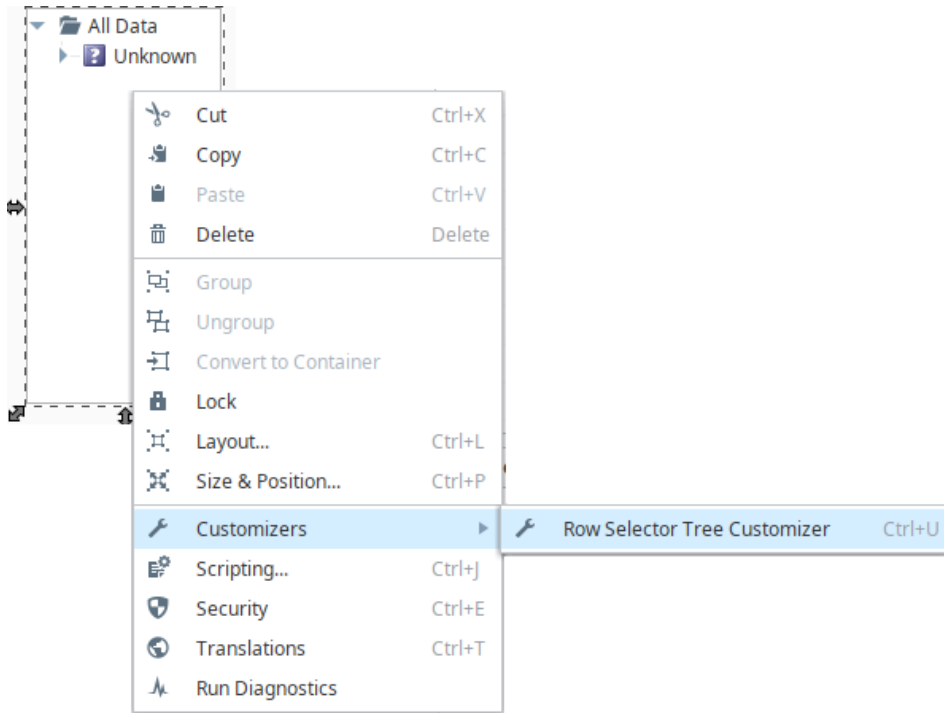 All Data
Unknown
Cut Ctrl+X
Copy Ctrl+C
Paste Ctrl+V
Delete Delete
Group
Ungroup
Convert to Container
Lock
Layout... Ctrl+L
Size & Position... Ctrl+P
Customizers Row Selector Tree Customizer Ctrl+U
Scripting... Ctrl+J
Security Ctrl+E
Translations Ctrl+T
Run Diagnostics